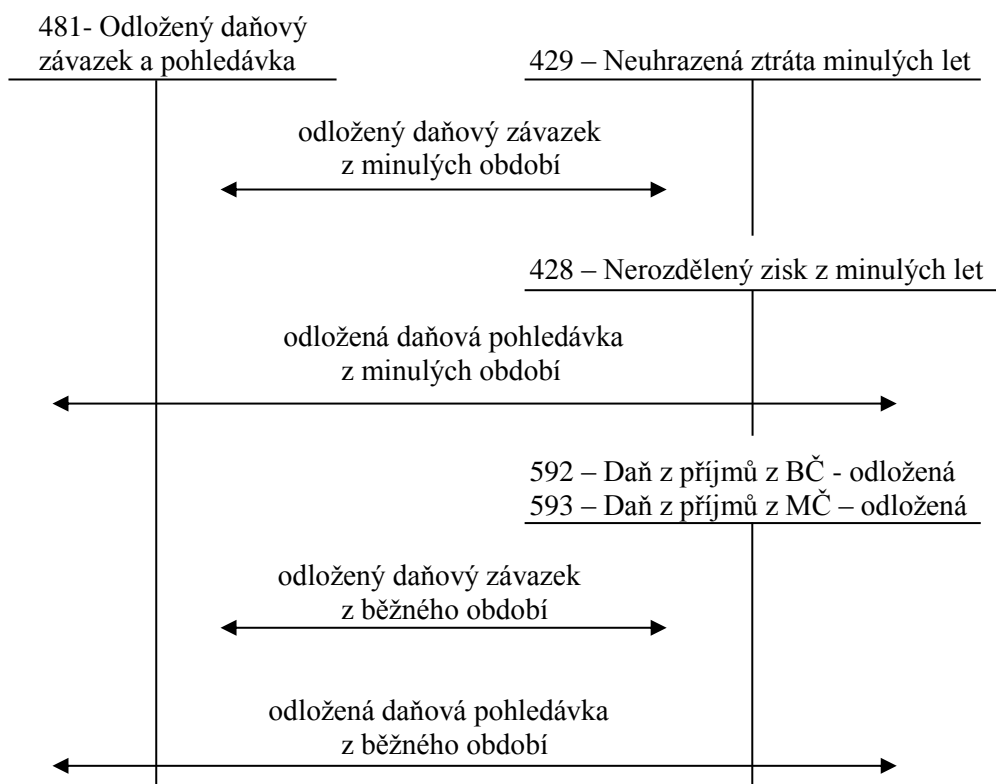 481- Odložený daňový
závazek a pohledávka
429 – Neuhrazená ztráta minulých let
odložený daňový závazek
z minulých období
428 – Nerozdělený zisk z minulých let
odložená daňová pohledávka
z minulých období
592 – Daň z příjmů z BČ - odložená
593 – Daň z příjmů z MČ – odložená
odložený daňový závazek
z běžného období
odložená daňová pohledávka
z běžného období